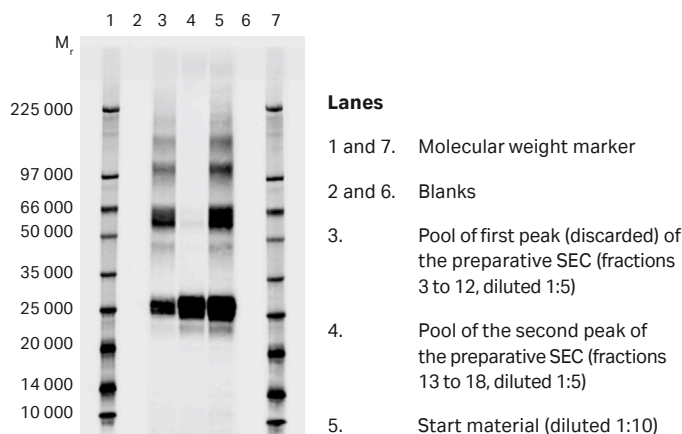 1 2 3 4 5 6 7
Mr
225 000
97 000
66 000
50 000
35 000
25 000
20 000
14 000
10 000
Lanes
1 and 7. Molecular weight marker
2 and 6. Blanks
3. Pool of first peak (discarded) of
the preparative SEC (fractions
3 to 12, diluted 1:5)
4. Pool of the second peak of
the preparative SEC (fractions
13 to 18, diluted 1:5)
5. Start material (diluted 1:10)